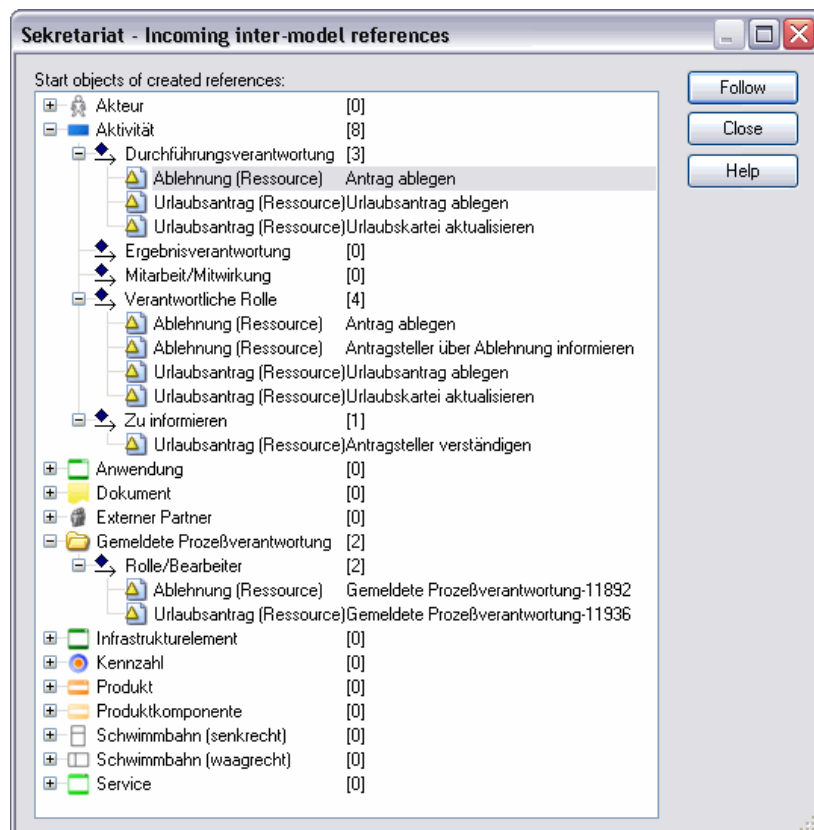 Sekretariat - Incoming inter-model references
Start objects of created references:
Akteur [0]
Aktivität [8]
Durchführungsverantwortung [3]
Ablehnung (Ressource) Antrag ablegen
Urlaubsantrag (Ressource) Urlaubsantrag ablegen
Urlaubsantrag (Ressource) Urlaubskartei aktualisieren
Ergebnisverantwortung [0]
Mitarbeit/Mitwirkung [0]
Verantwortliche Rolle [4]
Ablehnung (Ressource) Antrag ablegen
Ablehnung (Ressource) Antragsteller über Ablehnung informieren
Urlaubsantrag (Ressource) Urlaubsantrag ablegen
Urlaubsantrag (Ressource) Urlaubskartei aktualisieren
Zu informieren [1]
Urlaubsantrag (Ressource) Antragsteller verständigen
Anwendung [0]
Dokument [0]
Externer Partner [0]
Gemeldete Prozeßverantwortung [2]
Rolle/Bearbeiter [2]
Ablehnung (Ressource) Gemeldete Prozeßverantwortung-11892
Urlaubsantrag (Ressource) Gemeldete Prozeßverantwortung-11936
Infrastrukturelement [0]
Kennzahl [0]
Produkt [0]
Produktkomponente [0]
Schwimmbahn (senkrecht) [0]
Schwimmbahn (waagrecht) [0]
Service [0]
Follow
Close
Help